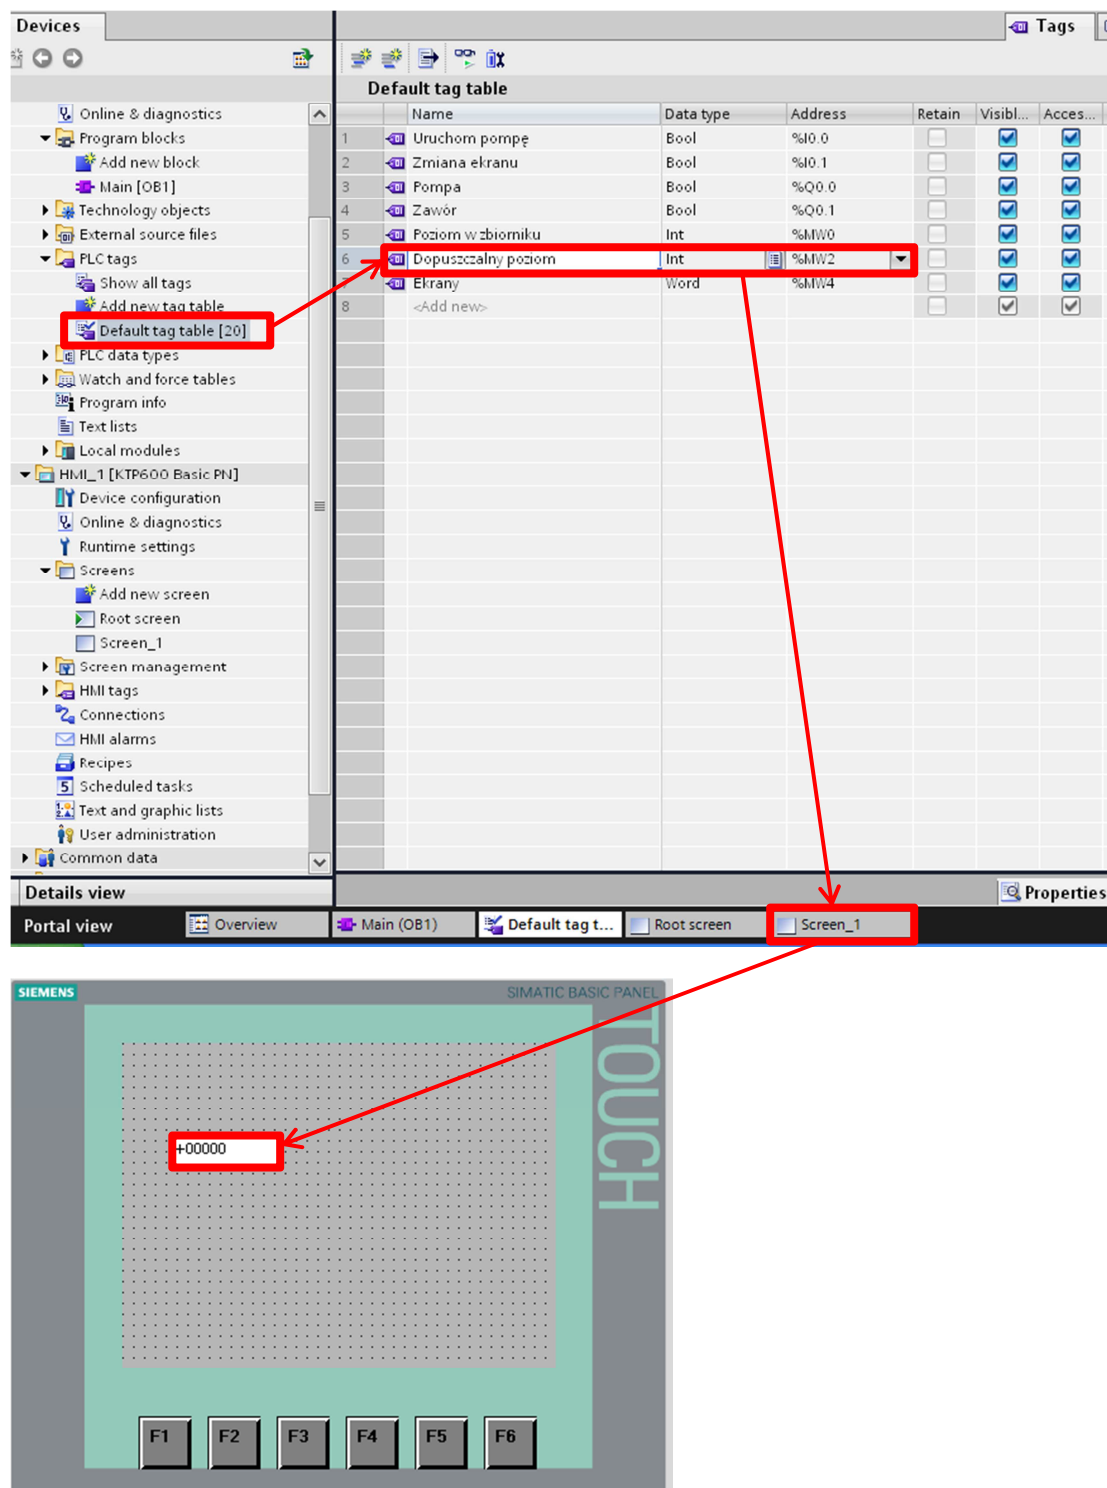 Devices
Tags
Default tag table
Name Data type Address Retain Visibl... Acces...
1 Uruchom pompę Bool %I0.0
2 Zmiana ekranu Bool %I0.1
3 Pompa Bool %Q0.0
4 Zawór Bool %Q0.1
5 Poziom w zbiorniku Int %MW0
6 Dopuszczalny poziom Int %MW2
Ekrany Word %MW4
8 <Add new>
Online & diagnostics
Program blocks
Add new block
Main [OB1]
Technology objects
External source files
PLC tags
Show all tags
Add new tag table
Default tag table [20]
PLC data types
Watch and force tables
Program info
Text lists
Local modules
HMI_1 [KTP600 Basic PN]
Device configuration
Online & diagnostics
Runtime settings
Screens
Add new screen
Root screen
Screen_1
Screen management
HMI tags
Connections
HMI alarms
Recipes
Scheduled tasks
Text and graphic lists
User administration
Common data
Details view
Properties
Portal view Overview Main (OB1) Default tag t... Root screen Screen_1
SIEMENS SIMATIC BASIC PANEL
TOUCH
+00000
F1 F2 F3 F4 F5 F6